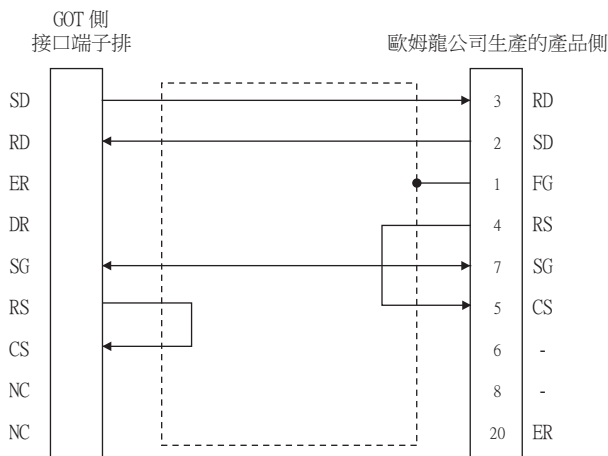 GOT 側
接口端子排
歐姆龍公司生產的產品側
SD 3 RD
RD 2 SD
ER 1 FG
DR 4 RS
SG 7 SG
RS 5 CS
CS 6 -
NC 8 -
NC 20 ER